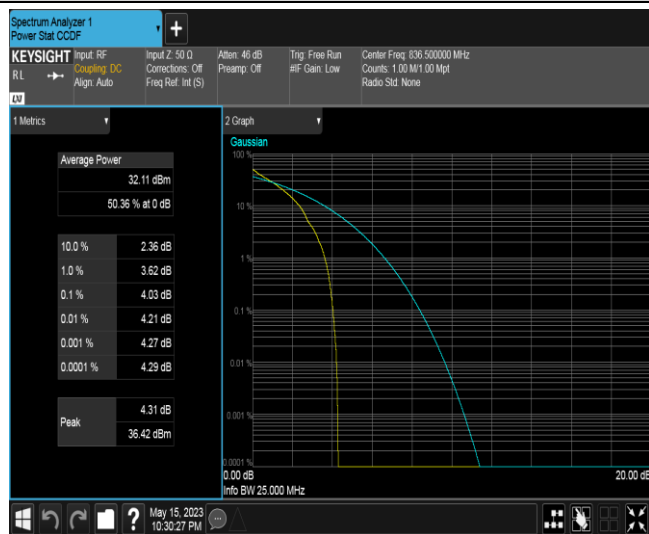 Spectrum Analyzer 1
Power Stat CCDF
+
KEYSIGHT
RL
LXI
Input: RF
Coupling: DC
Align: Auto
Input Z: 50 Ω
Corrections: Off
Freq Ref: Int (S)
Atten: 46 dB
Preamp: Off
Trig: Free Run
#IF Gain: Low
Center Freq: 836.500000 MHz
Counts: 1.00 M/1.00 Mpt
Radio Std: None
1 Metrics
Average Power
32.11 dBm
50.36 % at 0 dB
10.0 % 2.36 dB
1.0 % 3.62 dB
0.1 % 4.03 dB
0.01 % 4.21 dB
0.001 % 4.27 dB
0.0001 % 4.29 dB
Peak
4.31 dB
36.42 dBm
2 Graph
Gaussian
100 %
10 %
1 %
0.1 %
0.01 %
0.001 %
0.0001 %
0.00 dB
20.00 dB
Info BW 25.000 MHz
?
May 15, 2023
10:30:27 PM